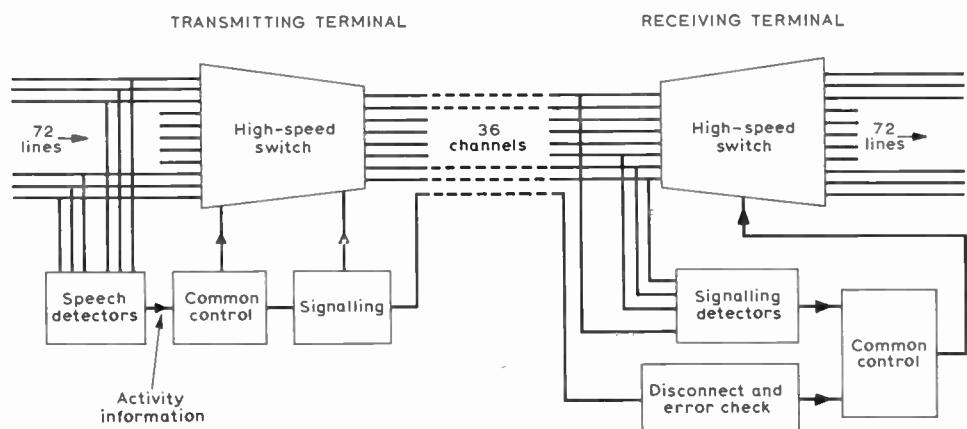 TRANSMITTING TERMINAL
RECEIVING TERMINAL
72
lines
High-speed
switch
36
channels
High-speed
switch
72
lines
Speech
detectors
Common
control
Signalling
Signalling
detectors
Common
control
Activity
information
Disconnect and
error check